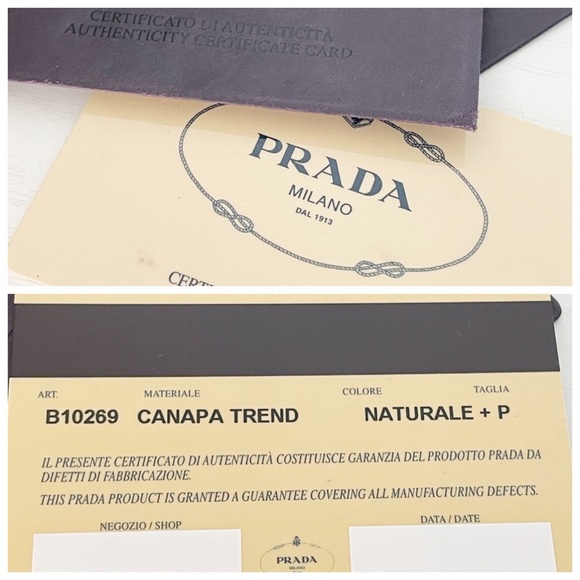 CERTIFICATO DI AUTENTICITÀ
AUTHENTICITY CERTIFICATE CARD
PRADA
MILANO
DAL 1913
ART. MATERIALE COLORE TAGLIA
B10269 CANAPA TREND NATURALE + P
IL PRESENTE CERTIFICATO DI AUTENTICITÀ COSTITUISCE GARANZIA DEL PRODOTTO PRADA DA
DIFETTI DI FABBRICAZIONE.
THIS PRADA PRODUCT IS GRANTED A GUARANTEE COVERING ALL MANUFACTURING DEFECTS.
NEGOZIO / SHOP DATA / DATE
PRADA
MILANO